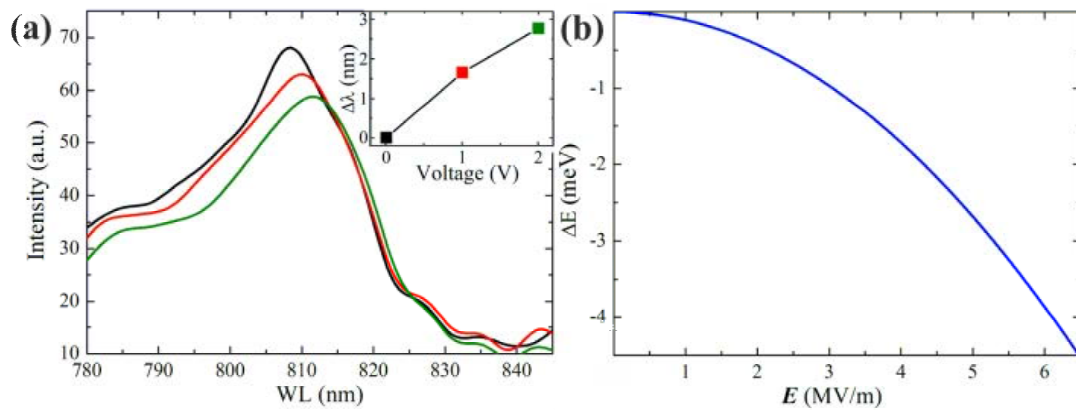 (a)
70
60
50
40
30
20
10
Intensity (a.u.)
780 790 800 810 820 830 840
WL (nm)
3
2
1
0
Δλ (nm)
0 1 2
Voltage (V)
(b)
-1
-2
-3
-4
ΔE (meV)
1 2 3 4 5 6
E (MV/m)